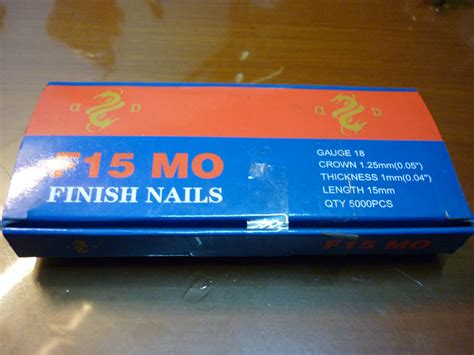 D D
D D
F15 MO
FINISH NAILS
GAUGE 18
CROWN 1.25mm(0.05")
THICKNESS 1mm(0.04")
LENGTH 15mm
QTY 5000PCS
F15 MO